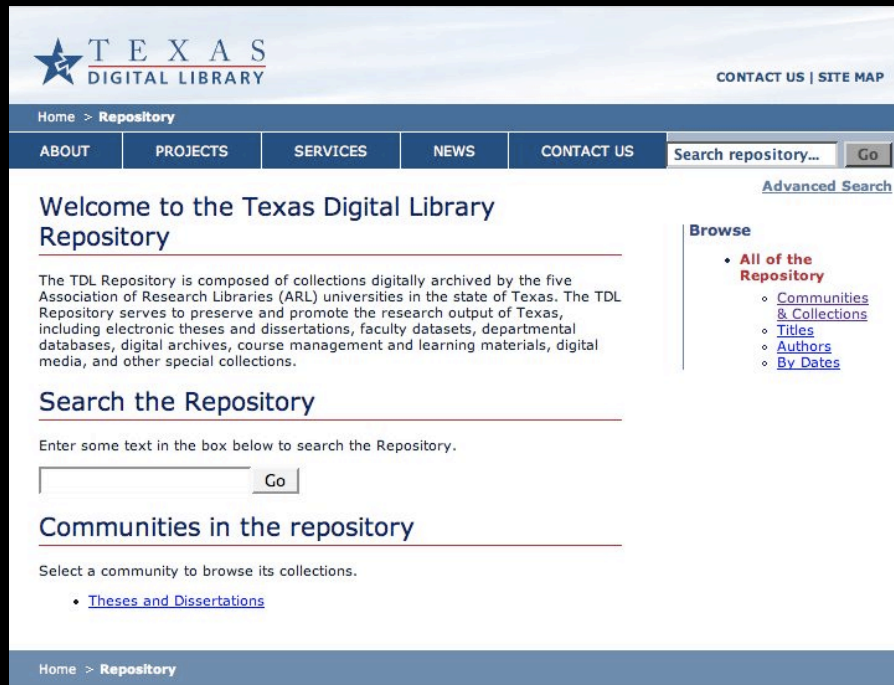 TEXAS
DIGITAL LIBRARY
CONTACT US | SITE MAP
Home > Repository
ABOUT PROJECTS SERVICES NEWS CONTACT US Search repository... Go
Advanced Search
Welcome to the Texas Digital Library
Repository
The TDL Repository is composed of collections digitally archived by the five
Association of Research Libraries (ARL) universities in the state of Texas. The TDL
Repository serves to preserve and promote the research output of Texas,
including electronic theses and dissertations, faculty datasets, departmental
databases, digital archives, course management and learning materials, digital
media, and other special collections.
Search the Repository
Enter some text in the box below to search the Repository.
Go
Communities in the repository
Select a community to browse its collections.
• Theses and Dissertations
Browse
• All of the
Repository
◦ Communities
& Collections
◦ Titles
◦ Authors
◦ By Dates
Home > Repository